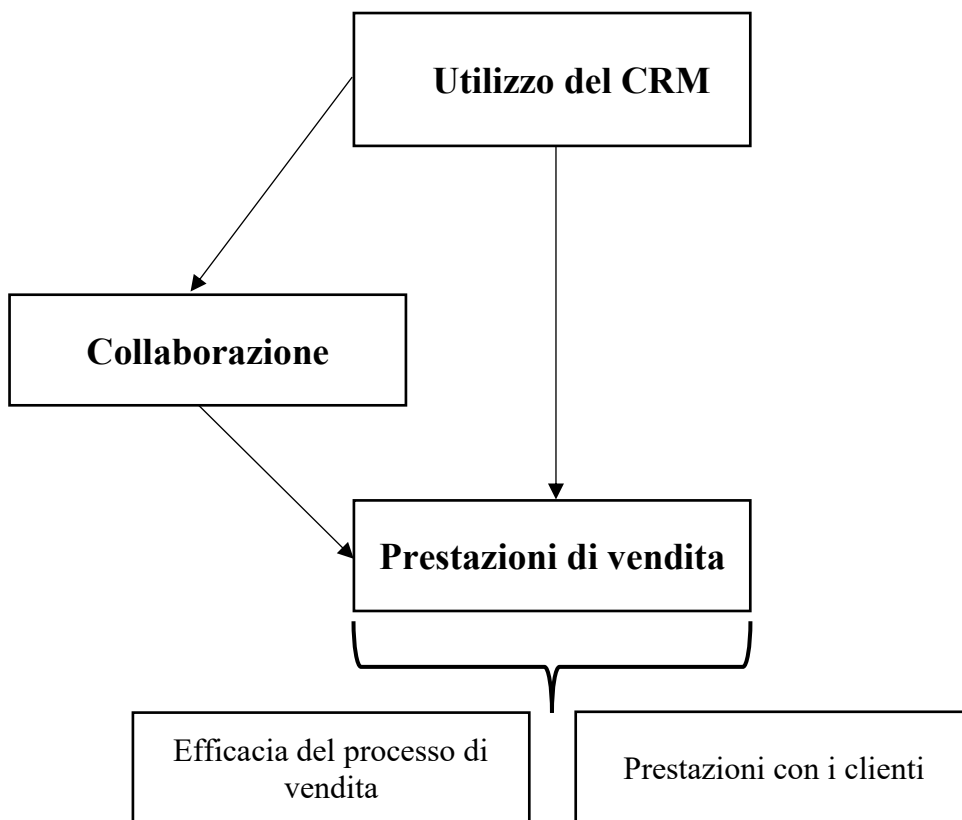 Utilizzo del CRM
Collaborazione
Prestazioni di vendita
Efficacia del processo di
vendita
Prestazioni con i clienti